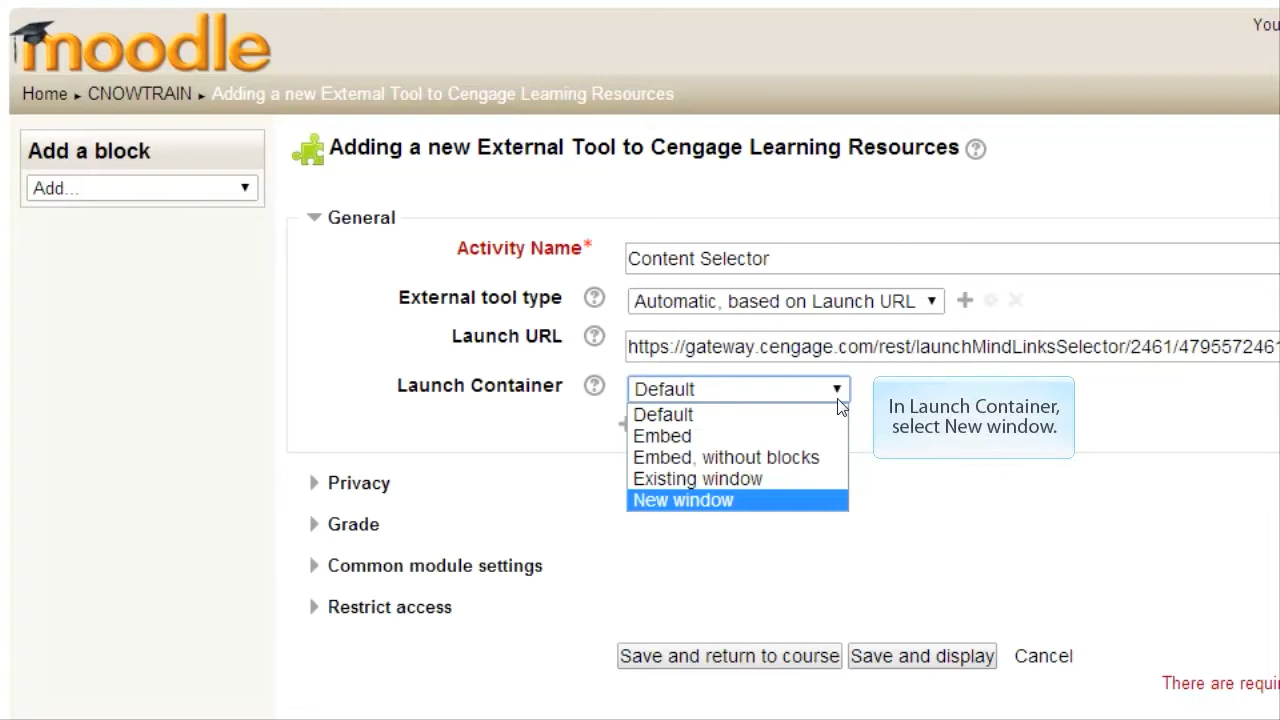 You
moodle
Home ▸ CNOWTRAIN ▸ Adding a new External Tool to Cengage Learning Resources
Add a block
Add...
Adding a new External Tool to Cengage Learning Resources
General
Activity Name*
Content Selector
External tool type
Automatic, based on Launch URL
Launch URL
https://gateway.cengage.com/rest/launchMindLinksSelector/2461/4795572461
Launch Container
Default
Default
Embed
Embed, without blocks
Existing window
New window
In Launch Container,
select New window.
Privacy
Grade
Common module settings
Restrict access
Save and return to course
Save and display
Cancel
There are requi